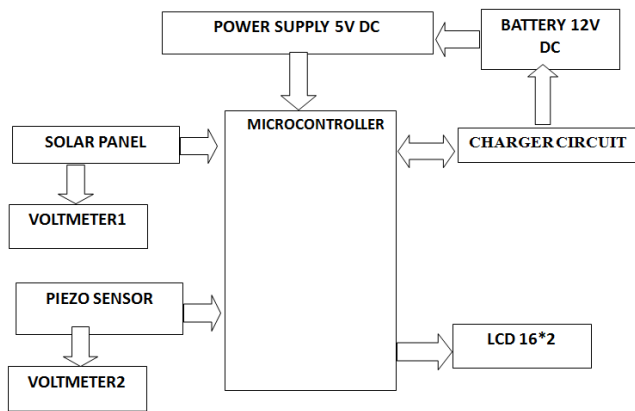 POWER SUPPLY 5V DC
BATTERY 12V
DC
MICROCONTROLLER
SOLAR PANEL
CHARGER CIRCUIT
VOLTMETER1
PIEZO SENSOR
LCD 16*2
VOLTMETER2